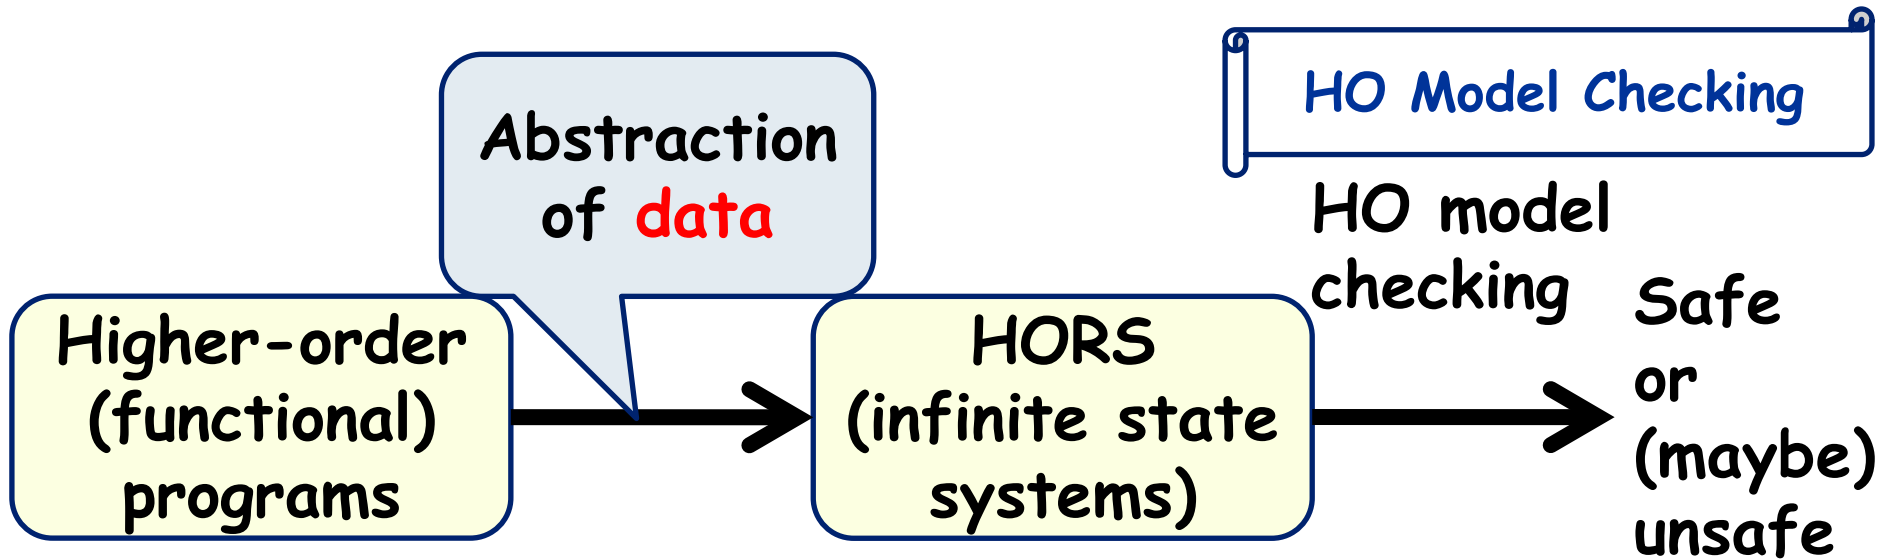 HO Model Checking
Abstraction
of data
HO model
checking
Higher-order
(functional)
programs
HORS
(infinite state
systems)
Safe
or
(maybe)
unsafe